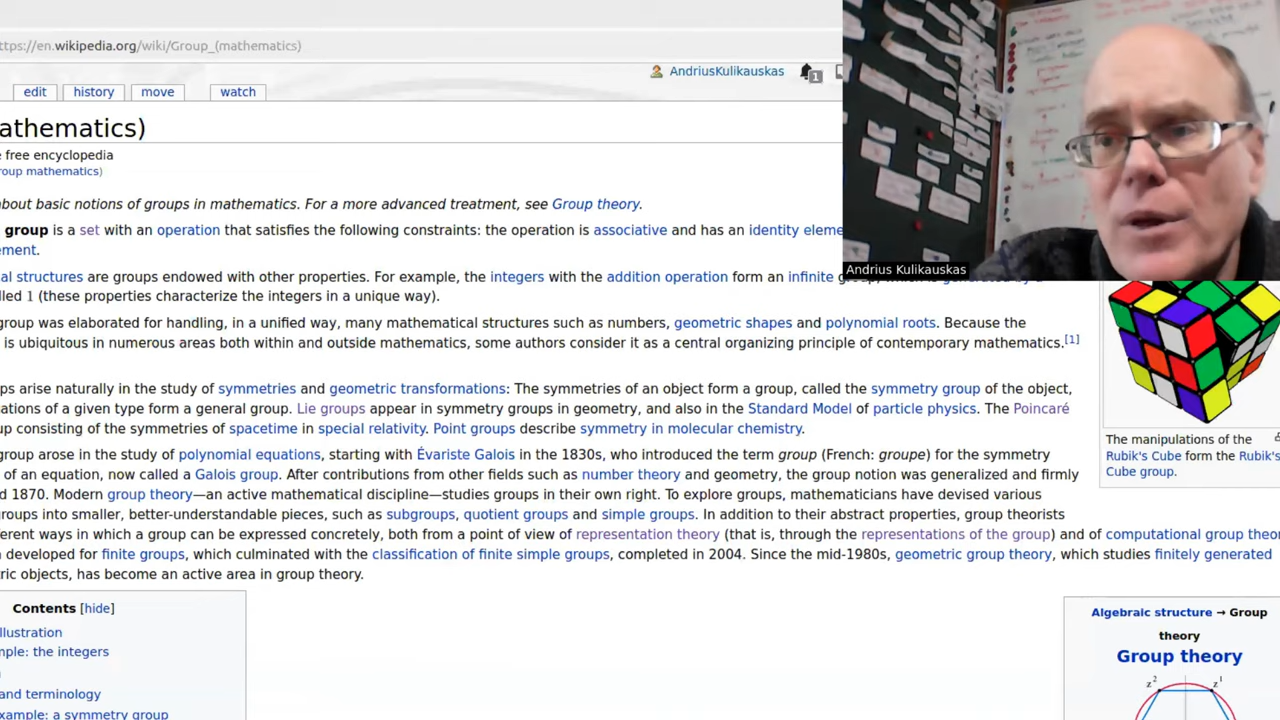 ttps://en.wikipedia.org/wiki/Group_(mathematics)
AndriusKulikauskas
1
edit history move watch
athematics)
free encyclopedia
roup mathematics)
about basic notions of groups in mathematics. For a more advanced treatment, see Group theory.
group is a set with an operation that satisfies the following constraints: the operation is associative and has an identity eleme
ement.
al structures are groups endowed with other properties. For example, the integers with the addition operation form an infinite
lled 1 (these properties characterize the integers in a unique way).
group was elaborated for handling, in a unified way, many mathematical structures such as numbers, geometric shapes and polynomial roots. Because the
is ubiquitous in numerous areas both within and outside mathematics, some authors consider it as a central organizing principle of contemporary mathematics.[1]
ps arise naturally in the study of symmetries and geometric transformations: The symmetries of an object form a group, called the symmetry group of the object,
ations of a given type form a general group. Lie groups appear in symmetry groups in geometry, and also in the Standard Model of particle physics. The Poincaré
up consisting of the symmetries of spacetime in special relativity. Point groups describe symmetry in molecular chemistry.
group arose in the study of polynomial equations, starting with Évariste Galois in the 1830s, who introduced the term group (French: groupe) for the symmetry
of an equation, now called a Galois group. After contributions from other fields such as number theory and geometry, the group notion was generalized and firmly
d 1870. Modern group theory—an active mathematical discipline—studies groups in their own right. To explore groups, mathematicians have devised various
groups into smaller, better-understandable pieces, such as subgroups, quotient groups and simple groups. In addition to their abstract properties, group theorists
erent ways in which a group can be expressed concretely, both from a point of view of representation theory (that is, through the representations of the group) and of computational group theor
developed for finite groups, which culminated with the classification of finite simple groups, completed in 2004. Since the mid-1980s, geometric group theory, which studies finitely generated
ric objects, has become an active area in group theory.
Andrius Kulikauskas
The manipulations of the
Rubik's Cube form the Rubik's
Cube group.
Contents [hide]
llustration
mple: the integers
and terminology
example: a symmetry group
Algebraic structure → Group
theory
Group theory
z2 z1